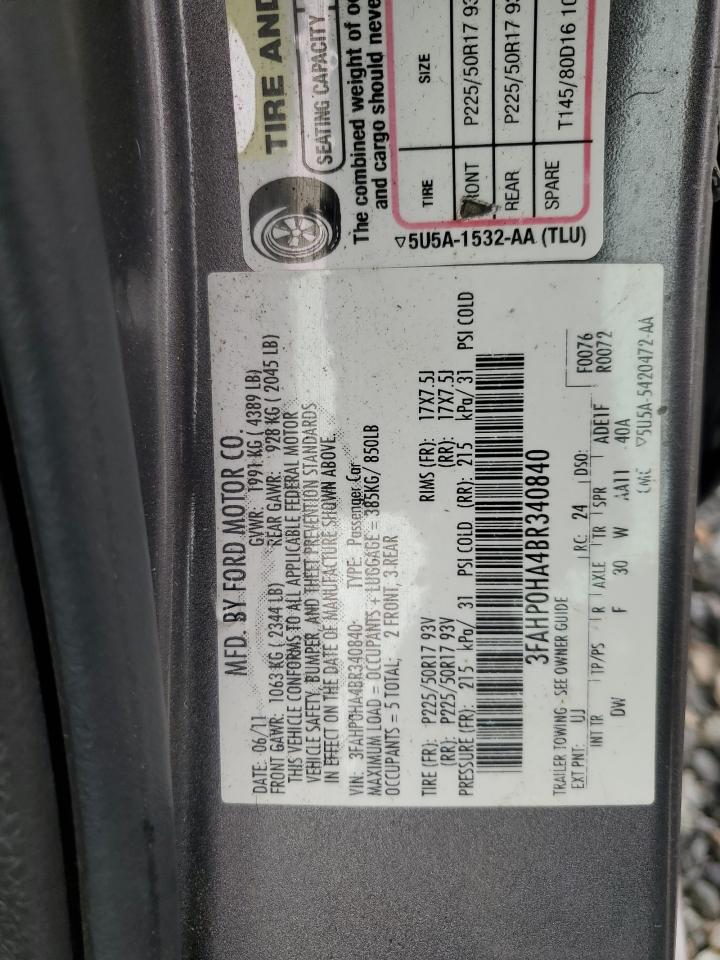 TIRE AND
SEATING CAPACITY
The combined weight of oc
and cargo should neve
TIRE SIZE
RONT P225/50R17 93
REAR P225/50R17 93
SPARE T145/80D16 10
▽5U5A-1532-AA (TLU)
MFD. BY FORD MOTOR CO.
DATE: 06/11 GVWR: 1991 KG ( 4389 LB)
FRONT GAWR: 1063 KG ( 2344 LB) REAR GAWR: 928 KG ( 2045 LB)
THIS VEHICLE CONFORMS TO ALL APPLICABLE FEDERAL MOTOR
VEHICLE SAFETY, BUMPER, AND THEFT PREVENTION STANDARDS
IN EFFECT ON THE DATE OF MANUFACTURE SHOWN ABOVE.
VIN: 3FAHP0HA4BR340840 TYPE: Passenger Car
MAXIMUM LOAD = OCCUPANTS + LUGGAGE = 385KG/ 850LB
OCCUPANTS = 5 TOTAL; 2 FRONT, 3 REAR
TIRE (FR): P225/50R17 93V RIMS (FR): 17X7.5J
(RR): P225/50R17 93V (RR): 17X7.5J
PRESSURE (FR): 215 kPa/ 31 PSI COLD (RR): 215 kPa/ 31 PSI COLD
3FAHP0HA4BR340840
TRAILER TOWING - SEE OWNER GUIDE F0076
EXT PNT: UJ RC: 24 DSO: R0072
INT TR TP/PS R AXLE TR SPR ADE1F
DW F 30 W AA11 40A
▽5U5A-5420472-AA